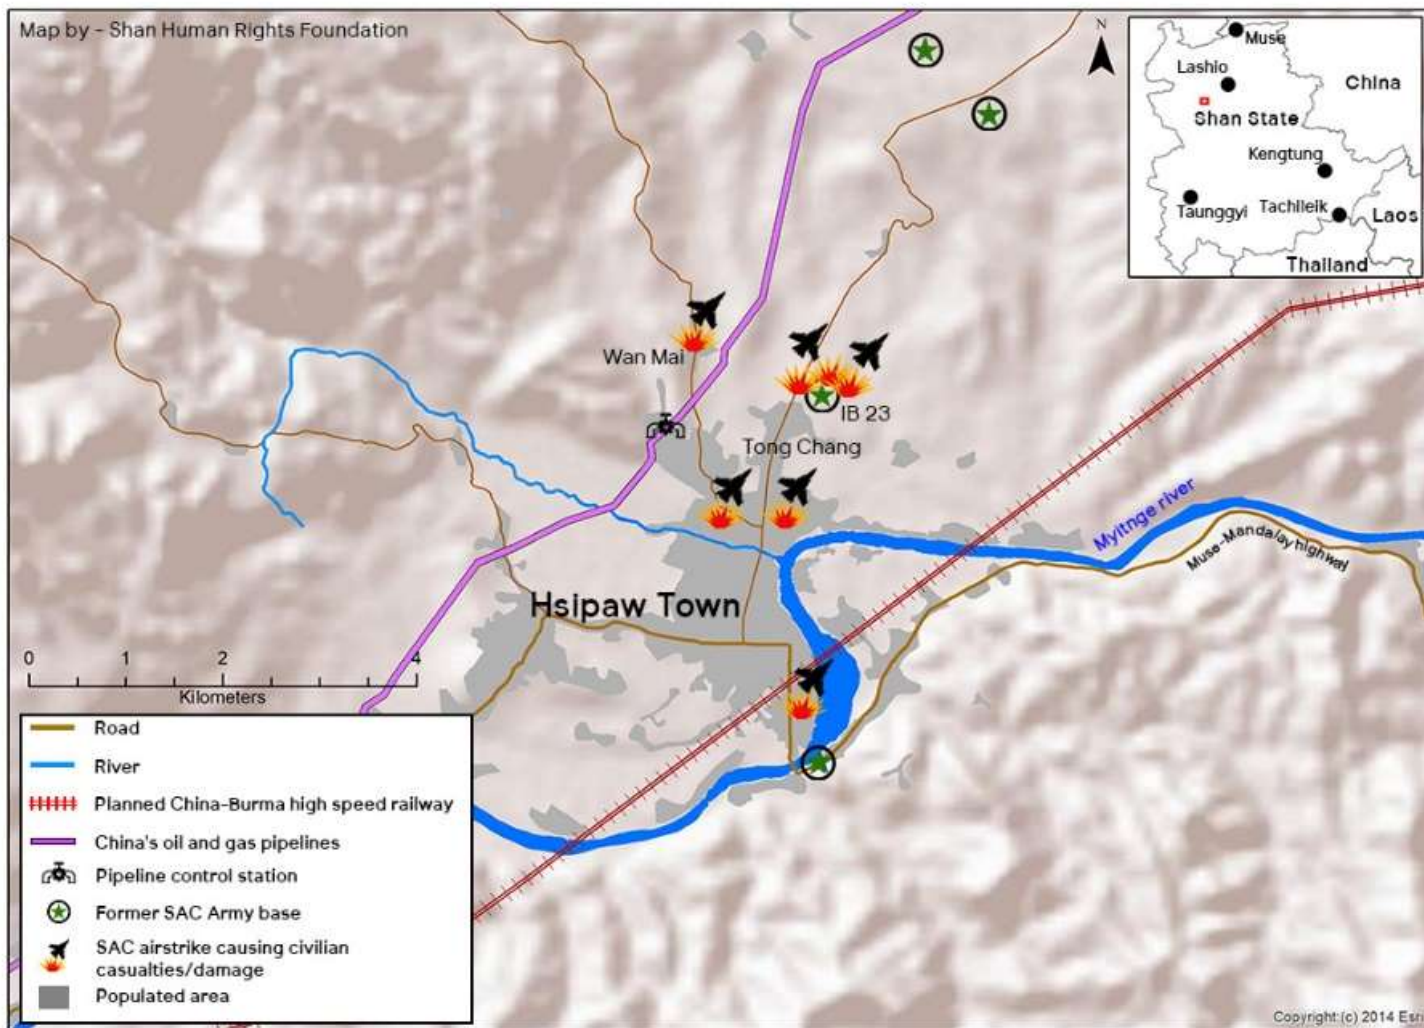 Map by - Shan Human Rights Foundation
N
Muse
Lashio
China
Shan State
Kengtung
Taunggyi
Tachileik
Laos
Thailand
Wan Mai
IB 23
Tong Chang
Myitnge river
Muse-Mandalay highway
Hsipaw Town
0 1 2 4
Kilometers
Road
River
Planned China-Burma high speed railway
China's oil and gas pipelines
Pipeline control station
Former SAC Army base
SAC airstrike causing civilian
casualties/damage
Populated area
Copyright:(c) 2014 Esri